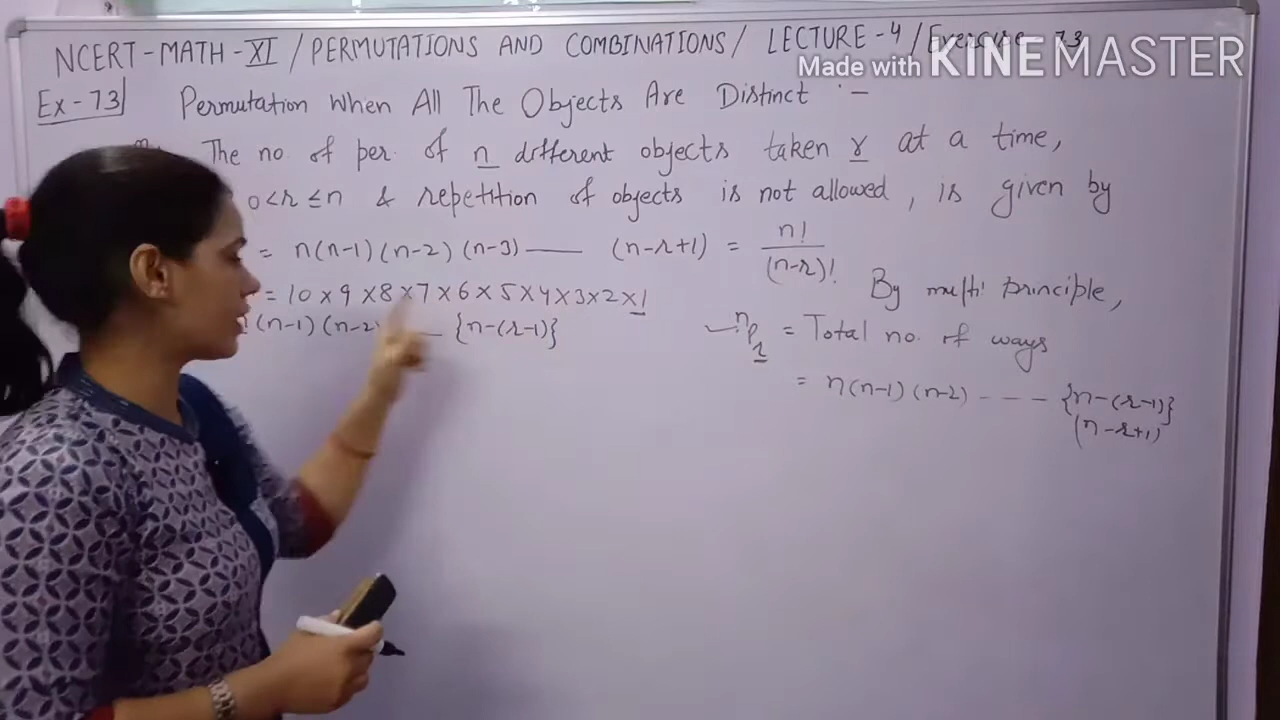 NCERT-MATH-XI / PERMUTATIONS AND COMBINATIONS / LECTURE-4 / Exercise 7.3
Made with KINEMASTER
Ex-7.3 Permutation When All The Objects Are Distinct :-
The no. of per. of n different objects taken r at a time,
0<r≤n & repetition of objects is not allowed, is given by
= n(n-1)(n-2)(n-3)—— (n-r+1) = n!/(n-r)!
= 10×9×8×7×6×5×4×3×2×1
(n-1)(n-2) —— {n-(r-1)}
By multi principle,
ⁿPᵣ = Total no. of ways
= n(n-1)(n-2) ---- {n-(r-1)}
(n-r+1)